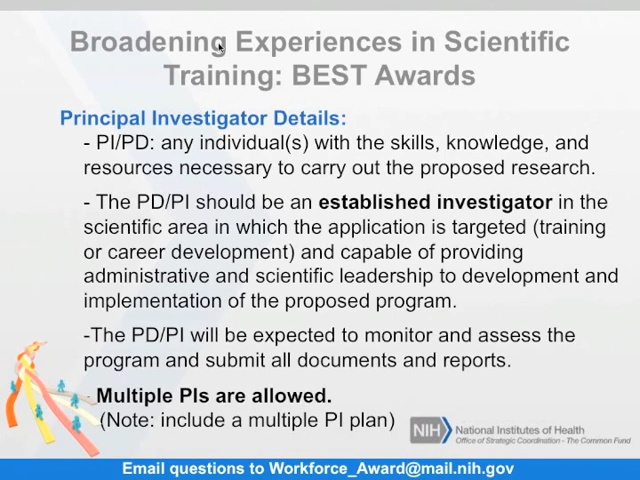 Broadening Experiences in Scientific
Training: BEST Awards
Principal Investigator Details:
- PI/PD: any individual(s) with the skills, knowledge, and
resources necessary to carry out the proposed research.
- The PD/PI should be an established investigator in the
scientific area in which the application is targeted (training
or career development) and capable of providing
administrative and scientific leadership to development and
implementation of the proposed program.
-The PD/PI will be expected to monitor and assess the
program and submit all documents and reports.
- Multiple PIs are allowed.
(Note: include a multiple PI plan)
NIH National Institutes of Health
Office of Strategic Coordination - The Common Fund
Email questions to Workforce_Award@mail.nih.gov